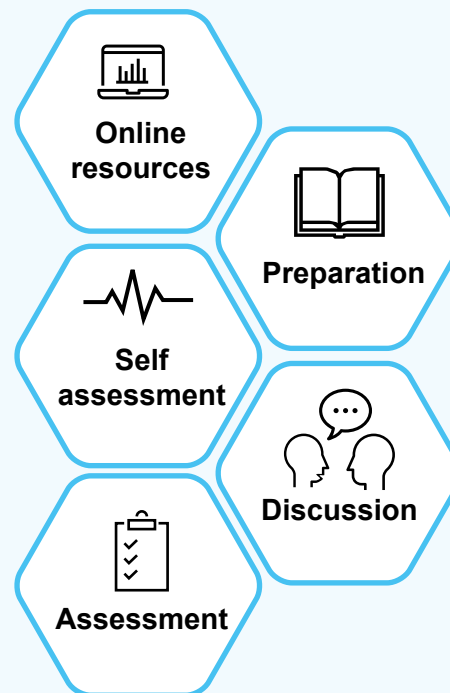 Online
resources
Preparation
Self
assessment
Discussion
Assessment